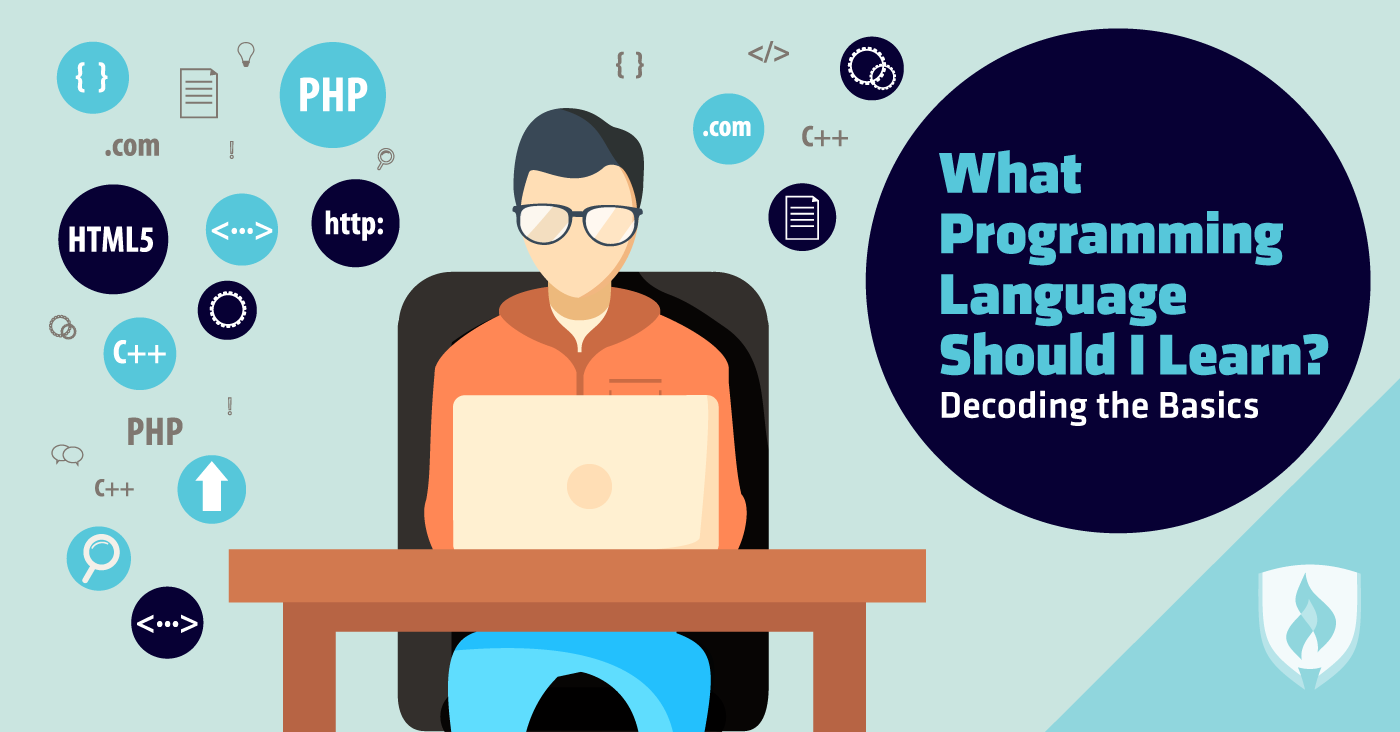 { }
PHP
.com
!
HTML5
<•••>
http:
C++
!
PHP
C++
<•••>
{ }
</>
.com
C++
What
Programming
Language
Should I Learn?
Decoding the Basics